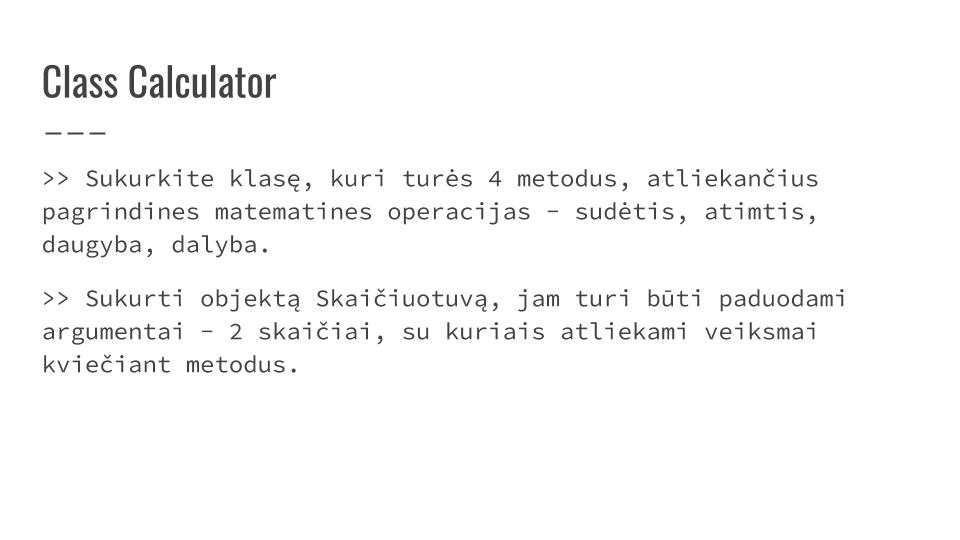 Class Calculator
>> Sukurkite klasę, kuri turės 4 metodus, atliekančius
pagrindines matematines operacijas - sudėtis, atimtis,
daugyba, dalyba.
>> Sukurti objektą Skaičiuotuvą, jam turi būti paduodami
argumentai - 2 skaičiai, su kuriais atliekami veiksmai
kviečiant metodus.